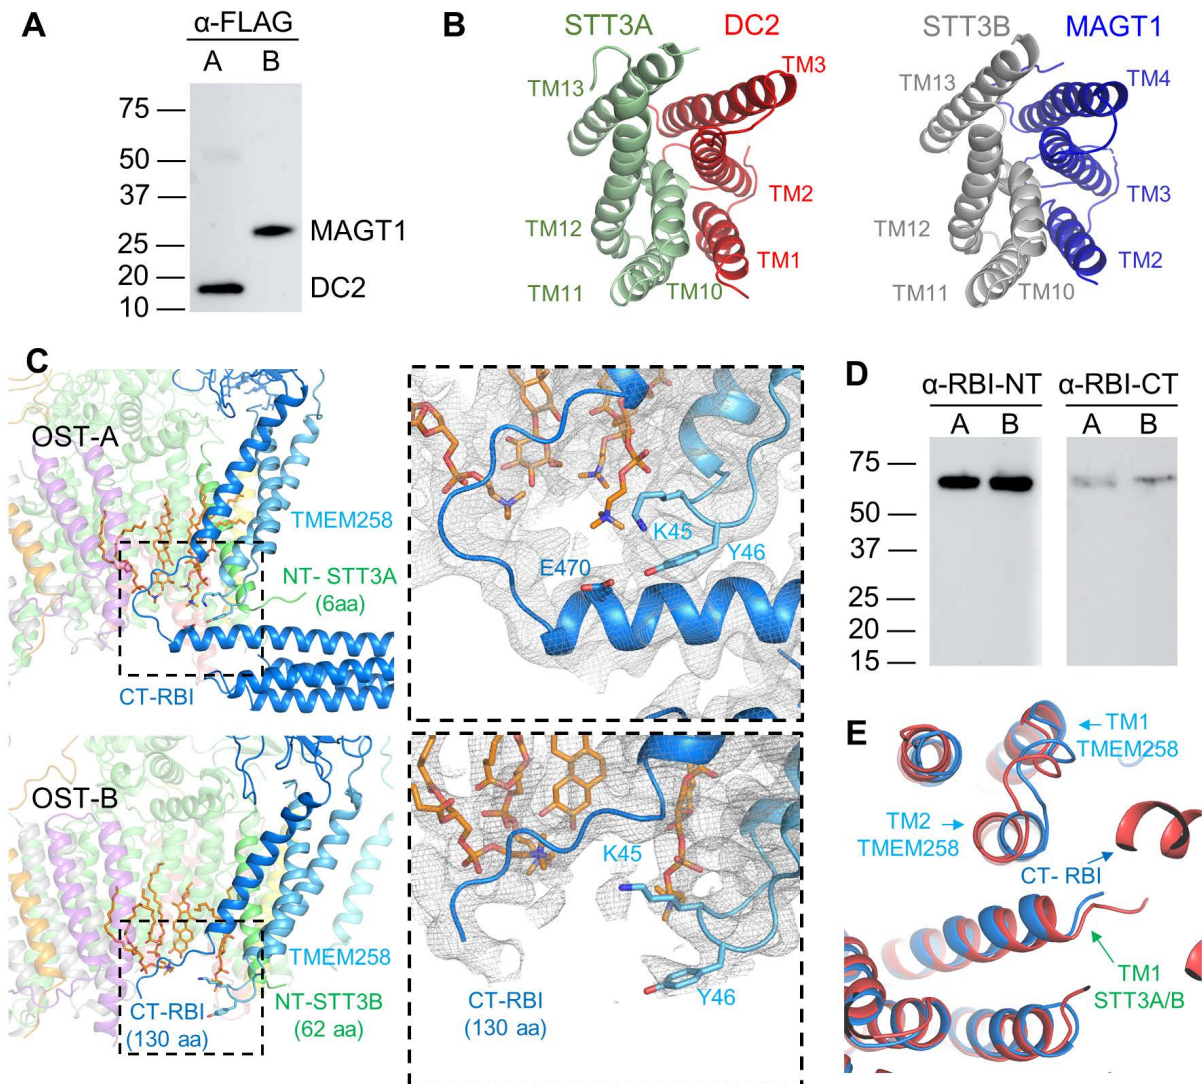 A
α-FLAG
A B
75
50
37
25
20
10
MAGT1
DC2
B
STT3A
DC2
TM13
TM3
TM12
TM2
TM11
TM10
TM1
STT3B
MAGT1
TM13
TM4
TM12
TM3
TM11
TM10
TM2
C
OST-A
TMEM258
NT- STT3A
(6aa)
CT-RBI
K45
Y46
E470
OST-B
TMEM258
CT-RBI
(130 aa)
NT-STT3B
(62 aa)
K45
CT-RBI
(130 aa)
Y46
D
α-RBI-NT
α-RBI-CT
A B
A B
75
50
37
25
20
15
E
TM1
TMEM258
TM2
TMEM258
CT- RBI
TM1
STT3A/B